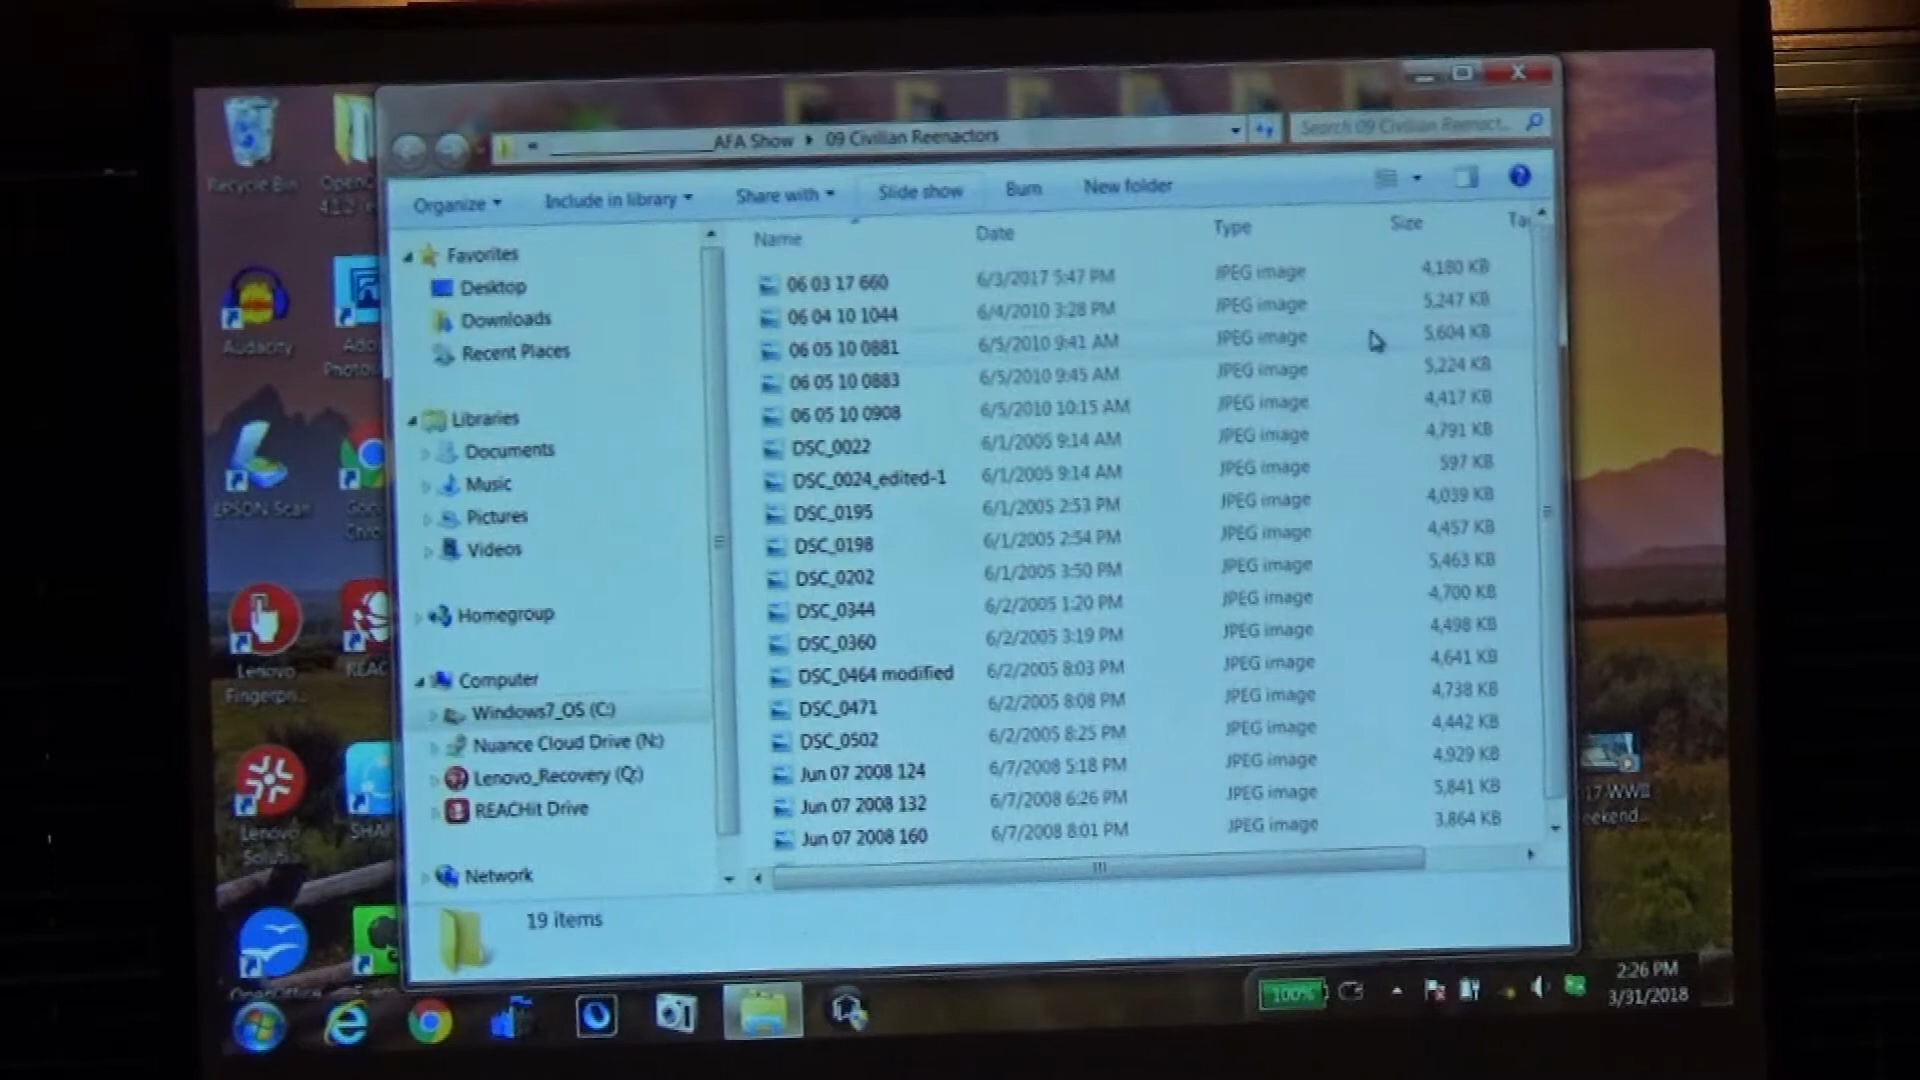 AFA Show ▸ 09 Civilian Reenactors
Search 09 Civilian Reenact...
Organize
Include in library
Share with
Slide show
Burn
New folder
Name Date Type Size
06 03 17 660 6/3/2017 5:47 PM JPEG image 4,180 KB
06 04 10 1044 6/4/2010 3:28 PM JPEG image 5,247 KB
06 05 10 0881 6/5/2010 9:41 AM JPEG image 5,604 KB
06 05 10 0883 6/5/2010 9:45 AM JPEG image 5,224 KB
06 05 10 0908 6/5/2010 10:15 AM JPEG image 4,417 KB
DSC_0022 6/1/2005 9:14 AM JPEG image 4,791 KB
DSC_0024_edited-1 6/1/2005 9:14 AM JPEG image 597 KB
DSC_0195 6/1/2005 2:53 PM JPEG image 4,039 KB
DSC_0198 6/1/2005 2:54 PM JPEG image 4,457 KB
DSC_0202 6/1/2005 3:50 PM JPEG image 5,463 KB
DSC_0344 6/2/2005 1:20 PM JPEG image 4,700 KB
DSC_0360 6/2/2005 3:19 PM JPEG image 4,498 KB
DSC_0464 modified 6/2/2005 8:03 PM JPEG image 4,641 KB
DSC_0471 6/2/2005 8:08 PM JPEG image 4,738 KB
DSC_0502 6/2/2005 8:25 PM JPEG image 4,442 KB
Jun 07 2008 124 6/7/2008 5:18 PM JPEG image 4,929 KB
Jun 07 2008 132 6/7/2008 6:26 PM JPEG image 5,841 KB
Jun 07 2008 160 6/7/2008 8:01 PM JPEG image 3,864 KB
Favorites
Desktop
Downloads
Recent Places
Libraries
Documents
Music
Pictures
Videos
Homegroup
Computer
Windows7_OS (C:)
Nuance Cloud Drive (N:)
Lenovo_Recovery (Q:)
REACHit Drive
Network
19 items
Recycle Bin
Audacity
EPSON Scan
Lenovo
Fingerpri...
Lenovo
OpenOffice
100%
2:26 PM
3/31/2018